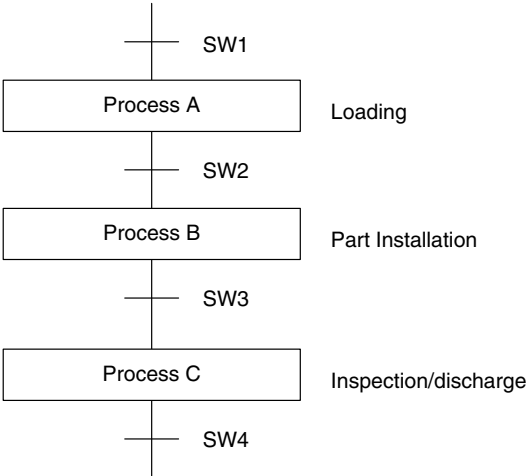 SW1
Process A
Loading
SW2
Process B
Part Installation
SW3
Process C
Inspection/discharge
SW4